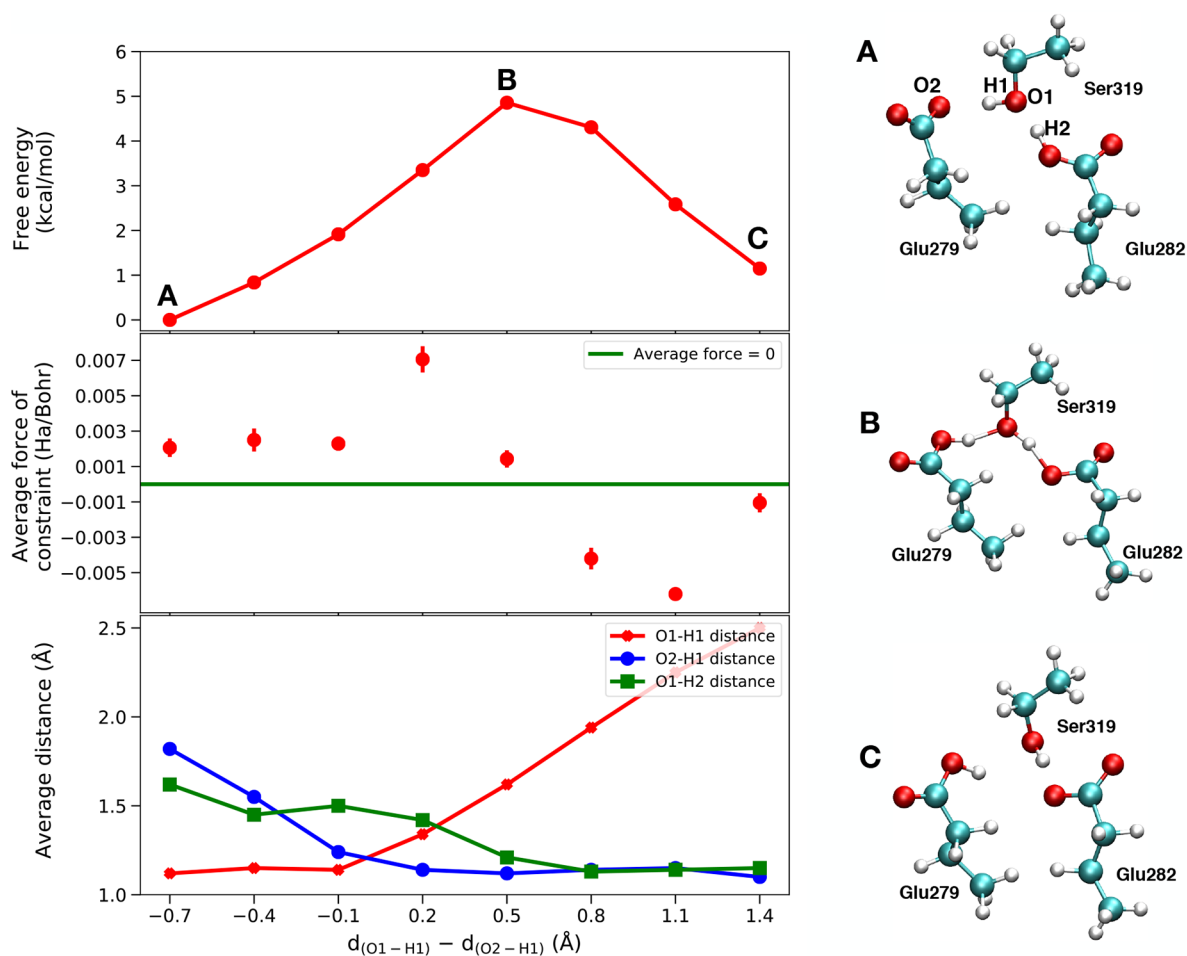 6
5
4
3
2
1
0
Free energy
(kcal/mol)
A
B
C
0.007
0.005
0.003
0.001
−0.001
−0.003
−0.005
Average force of
constraint (Ha/Bohr)
Average force = 0
2.5
2.0
1.5
1.0
Average distance (Å)
O1-H1 distance
O2-H1 distance
O1-H2 distance
−0.7 −0.4 −0.1 0.2 0.5 0.8 1.1 1.4
d(O1−H1) − d(O2−H1) (Å)
A
O2
H1
O1
Ser319
H2
Glu279
Glu282
B
Ser319
Glu279
Glu282
C
Ser319
Glu279
Glu282